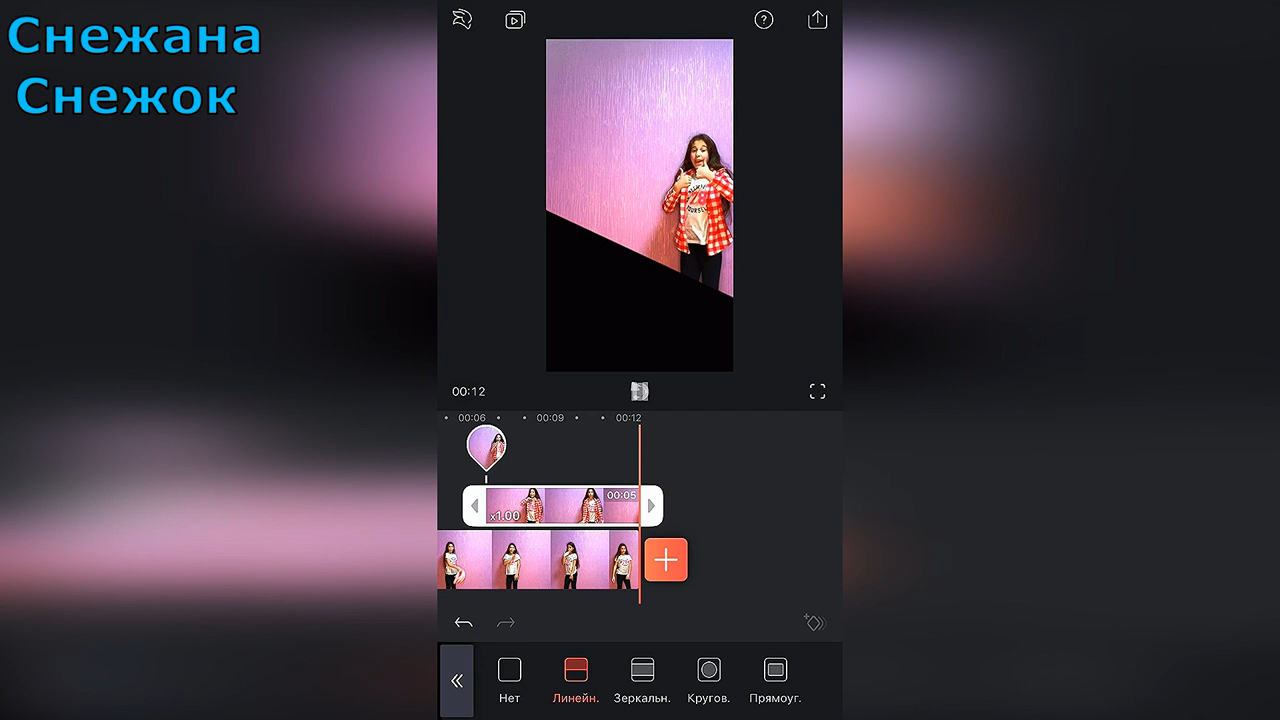 Снежана
Снежок
?
00:12
00:06
00:09
00:12
00:05
x1.00
Нет
Линейн.
Зеркальн.
Кругов.
Прямоуг.